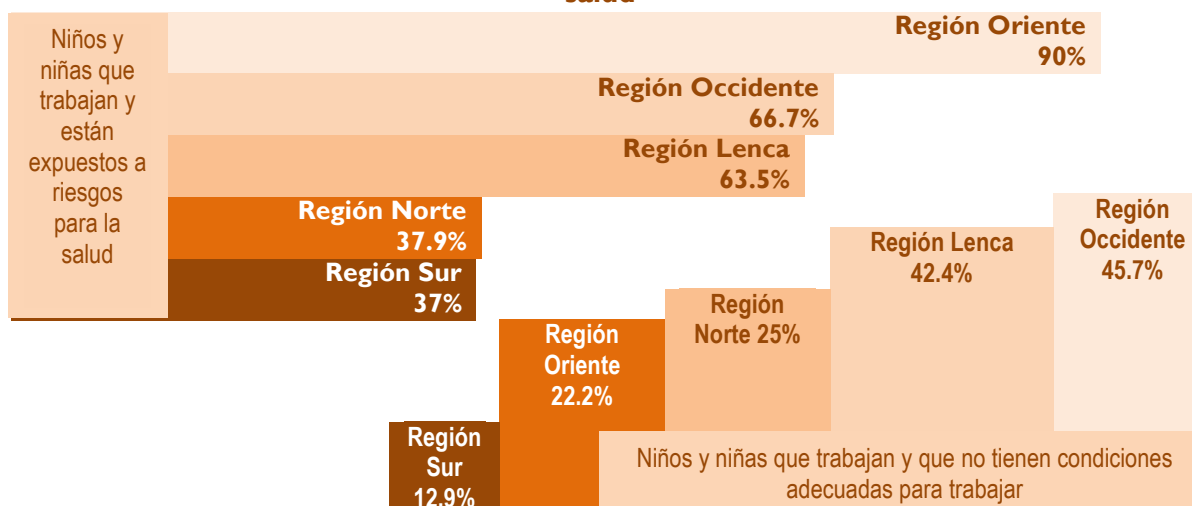 salud
Niños y
niñas que
trabajan y
están
expuestos a
riesgos
para la
salud
Región Oriente
90%
Región Occidente
66.7%
Región Lenca
63.5%
Región Norte
37.9%
Región Sur
37%
Región
Sur
12.9%
Región
Oriente
22.2%
Región
Norte 25%
Región Lenca
42.4%
Región
Occidente
45.7%
Niños y niñas que trabajan y que no tienen condiciones
adecuadas para trabajar